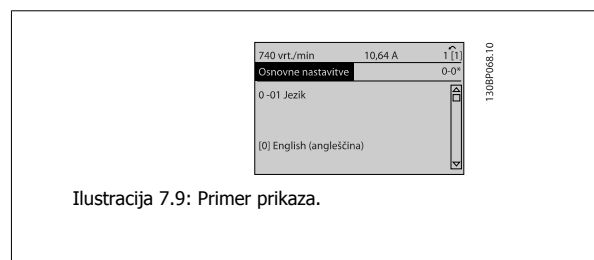 740 vrt./min 10,64 A 1 [1]
Osnovne nastavitve 0-0*
0 -01 Jezik
[0] English (angleščina)
130BP068.10
Ilustracija 7.9: Primer prikaza.